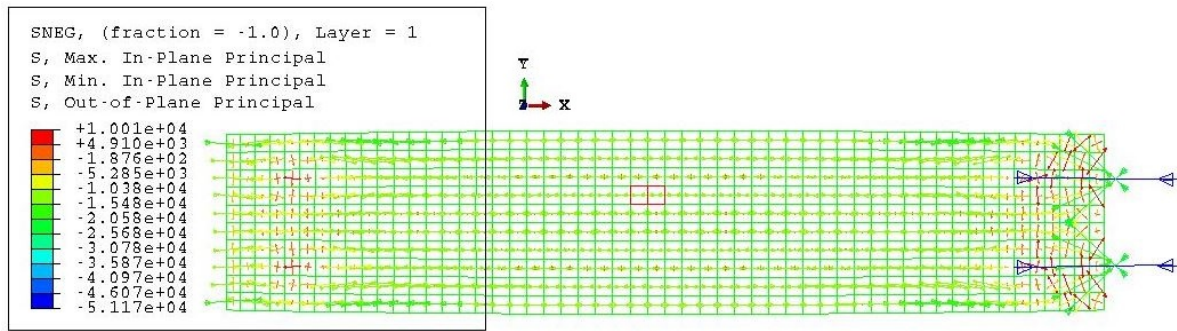 SNEG, (fraction = -1.0), Layer = 1
S, Max. In-Plane Principal
S, Min. In-Plane Principal
S, Out-of-Plane Principal
+1.001e+04
+4.910e+03
-1.876e+02
-5.285e+03
-1.038e+04
-1.548e+04
-2.058e+04
-2.568e+04
-3.078e+04
-3.587e+04
-4.097e+04
-4.607e+04
-5.117e+04
Y
Z X